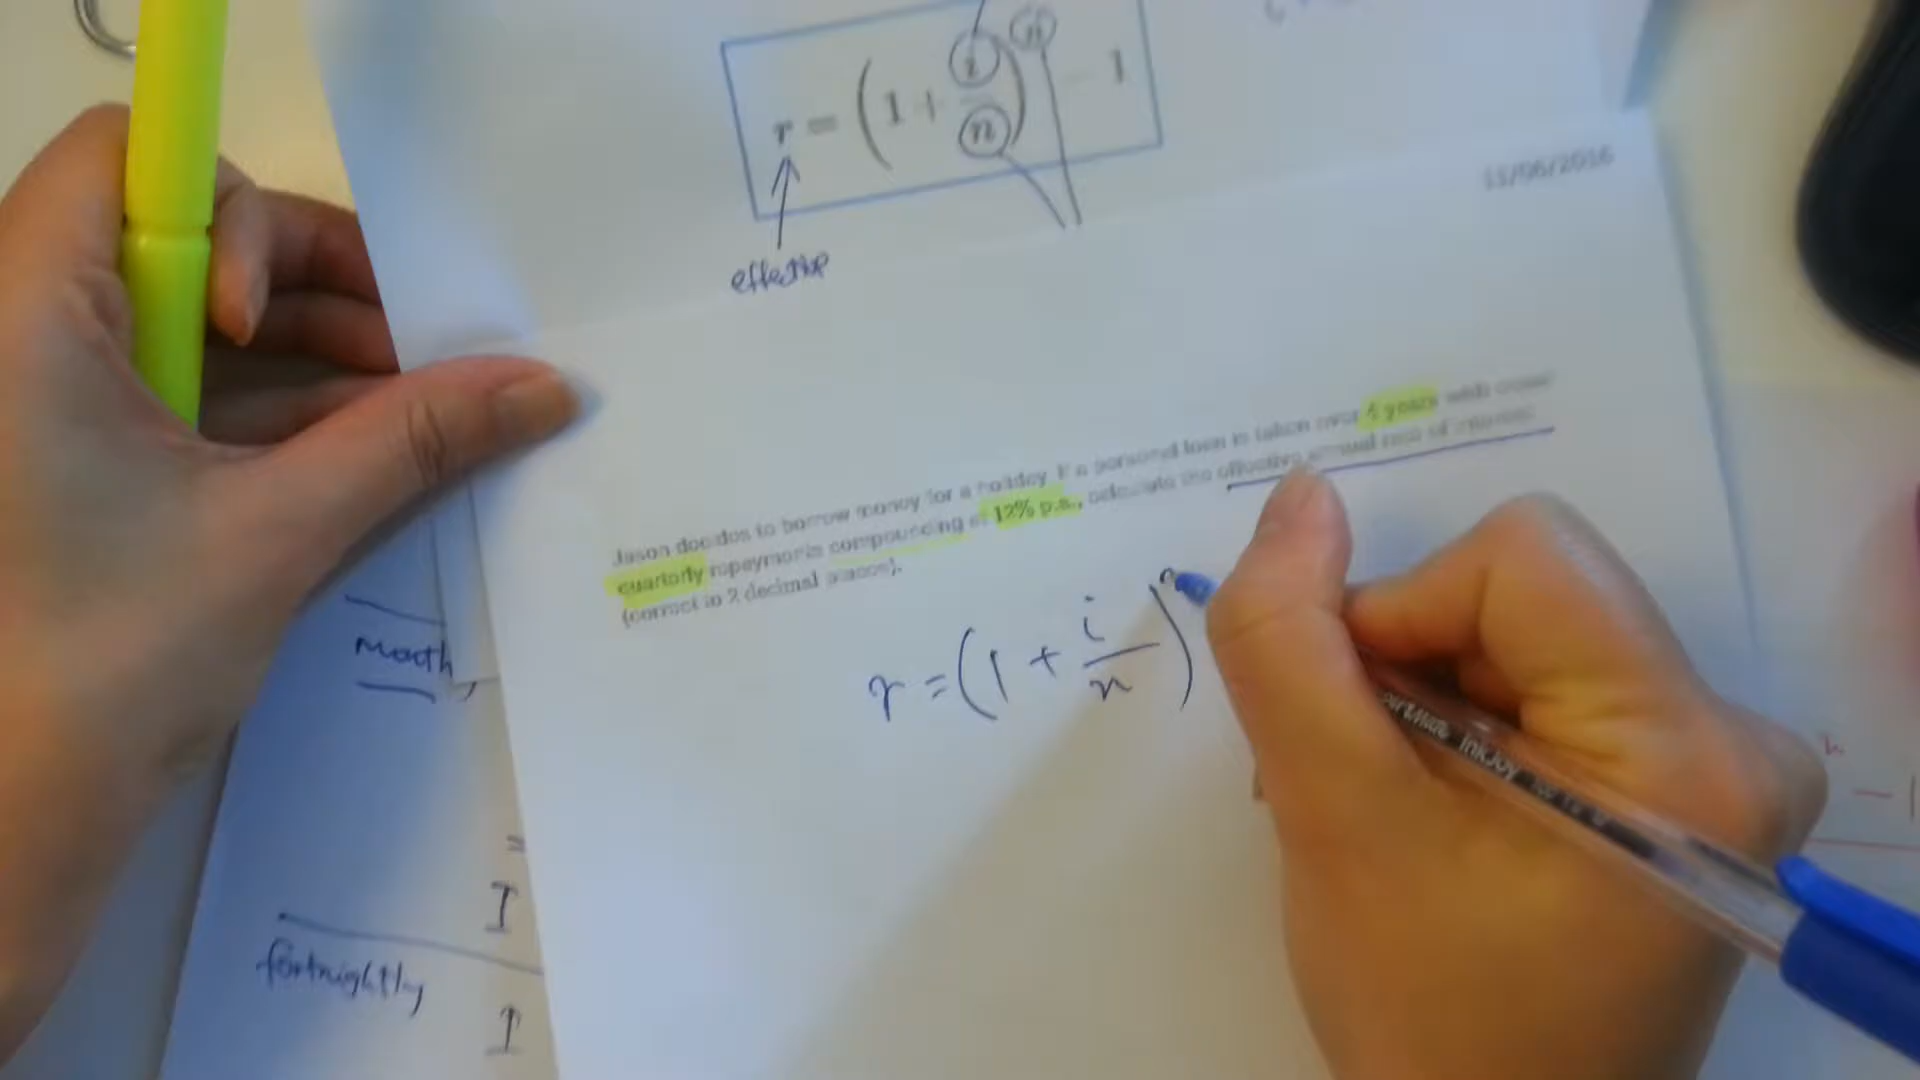 r = (1 + i/n)^n - 1
effective
11/06/2016
Jason decides to borrow money for a holiday. If a personal loan is taken over years with
quarterly repayments compounding at 12% p.a., calculate the effective annual rate of interest
(correct to 2 decimal places).
r = (1 + i/n)^n
month
=
I
fortnightly
I
- 1